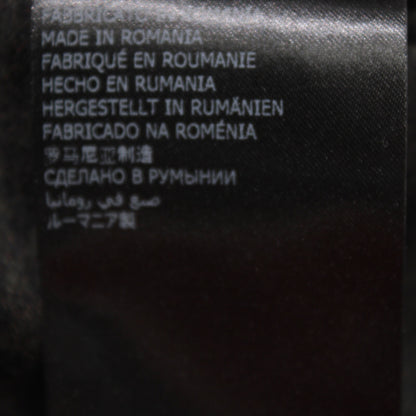 FABBRICATO
MADE IN ROMANIA
FABRIQUÉ EN ROUMANIE
HECHO EN RUMANIA
HERGESTELLT IN RUMÄNIEN
FABRICADO NA ROMÉNIA
罗马尼亚制造
СДЕЛАНО В РУМЫНИИ
صنع في رومانيا
ルーマニア製